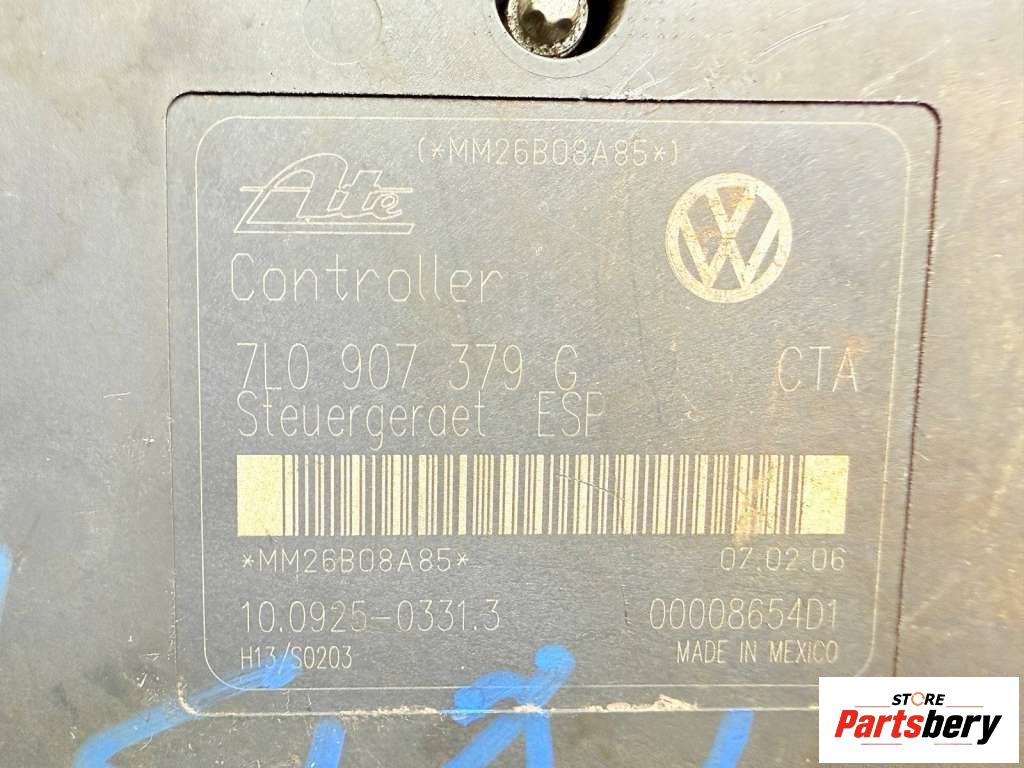 (*MM26B08A85*)
Ate
Controller
7L0 907 379 G CTA
Steuergeraet ESP
*MM26B08A85* 07.02.06
10.0925-0331.3 00008654D1
H13/S0203 MADE IN MEXICO
STORE
Partsbery